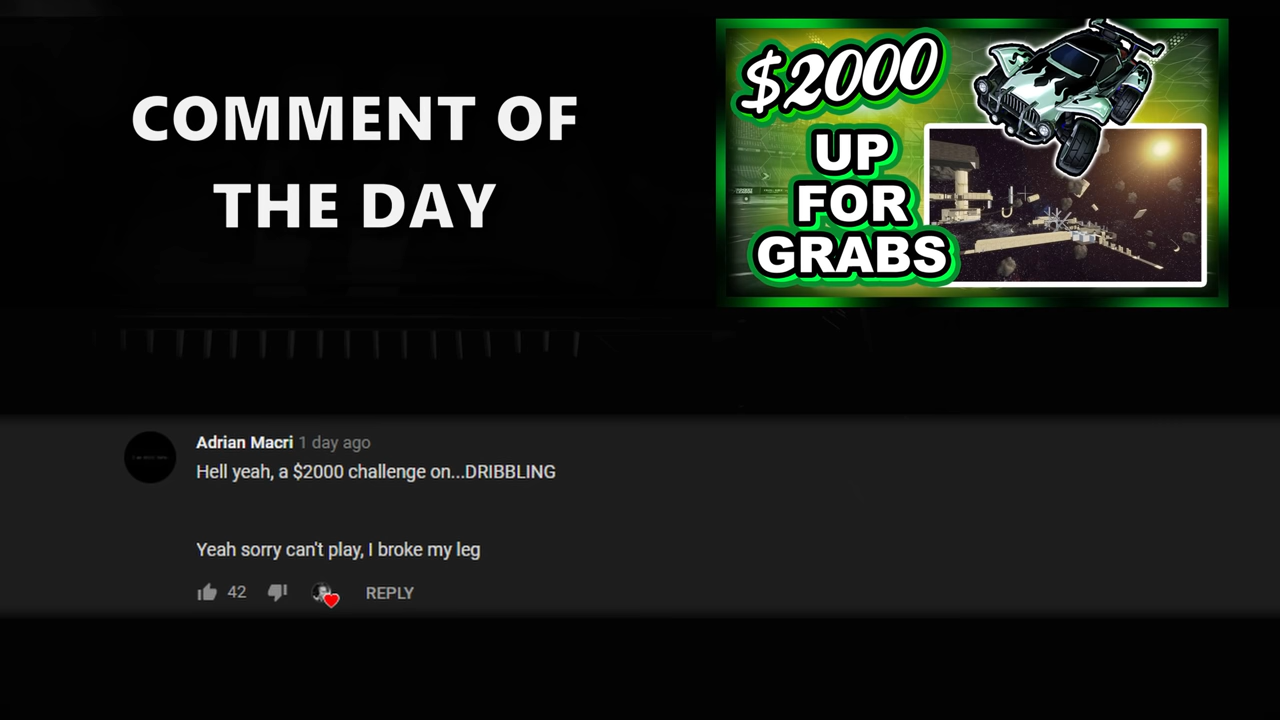 COMMENT OF
THE DAY
$2000
UP
FOR
GRABS
Adrian Macri 1 day ago
Hell yeah, a $2000 challenge on...DRIBBLING
Yeah sorry can't play, I broke my leg
42 REPLY